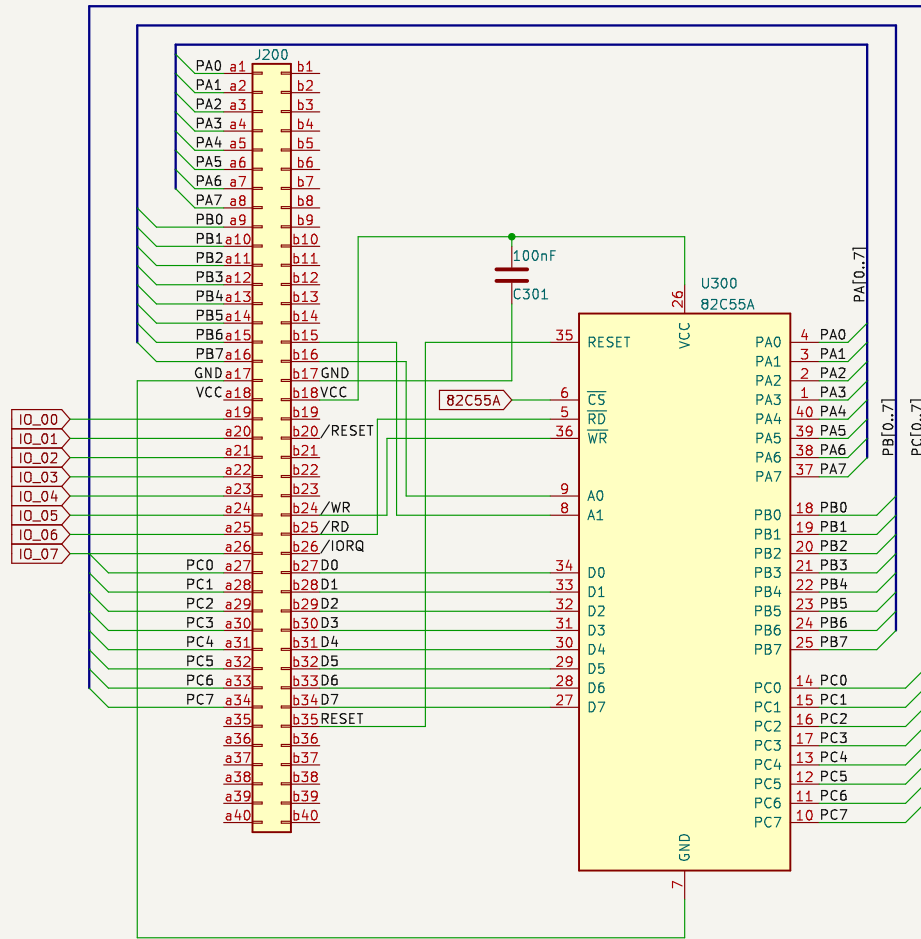 J200
PA0 a1 b1
PA1 a2 b2
PA2 a3 b3
PA3 a4 b4
PA4 a5 b5
PA5 a6 b6
PA6 a7 b7
PA7 a8 b8
PB0 a9 b9
PB1 a10 b10
PB2 a11 b11
PB3 a12 b12
PB4 a13 b13
PB5 a14 b14
PB6 a15 b15
PB7 a16 b16
GND a17 b17 GND
VCC a18 b18 VCC
IO_00 a19 b19
IO_01 a20 b20 /RESET
IO_02 a21 b21
IO_03 a22 b22
IO_04 a23 b23
IO_05 a24 b24 /WR
IO_06 a25 b25 /RD
IO_07 a26 b26 /IORQ
PC0 a27 b27 D0
PC1 a28 b28 D1
PC2 a29 b29 D2
PC3 a30 b30 D3
PC4 a31 b31 D4
PC5 a32 b32 D5
PC6 a33 b33 D6
PC7 a34 b34 D7
a35 b35 RESET
a36 b36
a37 b37
a38 b38
a39 b39
a40 b40
100nF
C301
82C55A
U300
82C55A
26 VCC
35 RESET
6 CS
5 RD
36 WR
9 A0
8 A1
34 D0
33 D1
32 D2
31 D3
30 D4
29 D5
28 D6
27 D7
PA0 4 PA0
PA1 3 PA1
PA2 2 PA2
PA3 1 PA3
PA4 40 PA4
PA5 39 PA5
PA6 38 PA6
PA7 37 PA7
PB0 18 PB0
PB1 19 PB1
PB2 20 PB2
PB3 21 PB3
PB4 22 PB4
PB5 23 PB5
PB6 24 PB6
PB7 25 PB7
PC0 14 PC0
PC1 15 PC1
PC2 16 PC2
PC3 17 PC3
PC4 13 PC4
PC5 12 PC5
PC6 11 PC6
PC7 10 PC7
GND 7
PA[0..7]
PB[0..7]
PC[0..7]